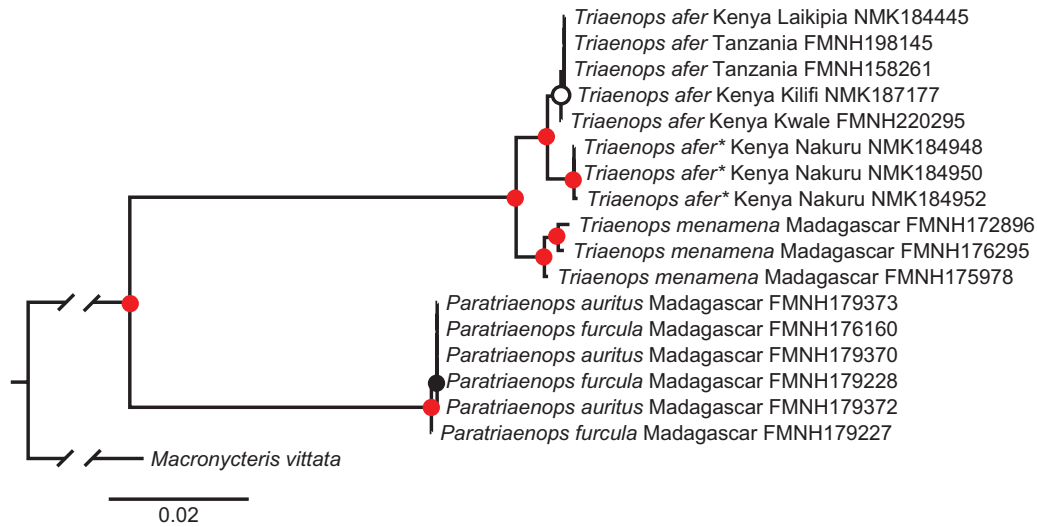 Triaenops afer Kenya Laikipia NMK184445
Triaenops afer Tanzania FMNH198145
Triaenops afer Tanzania FMNH158261
Triaenops afer Kenya Kilifi NMK187177
Triaenops afer Kenya Kwale FMNH220295
Triaenops afer* Kenya Nakuru NMK184948
Triaenops afer* Kenya Nakuru NMK184950
Triaenops afer* Kenya Nakuru NMK184952
Triaenops menamena Madagascar FMNH172896
Triaenops menamena Madagascar FMNH176295
Triaenops menamena Madagascar FMNH175978
Paratriaenops auritus Madagascar FMNH179373
Paratriaenops furcula Madagascar FMNH176160
Paratriaenops auritus Madagascar FMNH179370
Paratriaenops furcula Madagascar FMNH179228
Paratriaenops auritus Madagascar FMNH179372
Paratriaenops furcula Madagascar FMNH179227
Macronycteris vittata
0.02